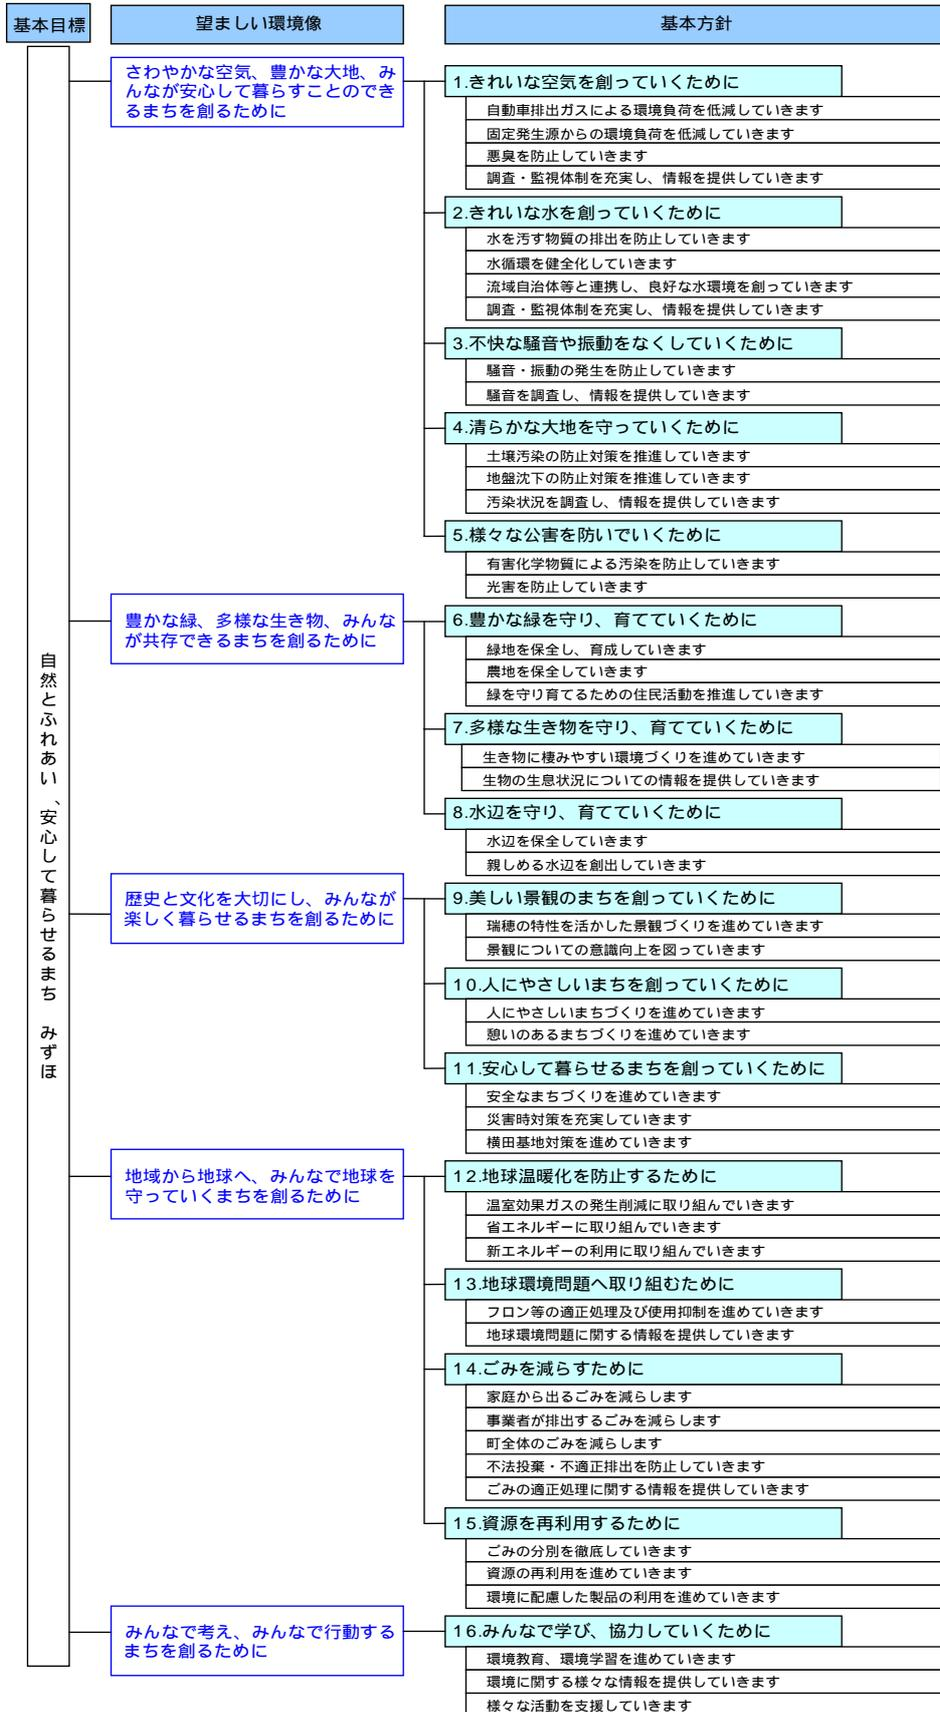 基本目標
望ましい環境像
基本方針
自然とふれあい、安心して暮らせるまち みずほ
さわやかな空気、豊かな大地、み
んなが安心して暮らすことのでき
るまちを創るために
1.きれいな空気を創っていくために
自動車排出ガスによる環境負荷を低減していきます
固定発生源からの環境負荷を低減していきます
悪臭を防止していきます
調査・監視体制を充実し、情報を提供していきます
2.きれいな水を創っていくために
水を汚す物質の排出を防止していきます
水循環を健全化していきます
流域自治体等と連携し、良好な水環境を創っていきます
調査・監視体制を充実し、情報を提供していきます
3.不快な騒音や振動をなくしていくために
騒音・振動の発生を防止していきます
騒音を調査し、情報を提供していきます
4.清らかな大地を守っていくために
土壌汚染の防止対策を推進していきます
地盤沈下の防止対策を推進していきます
汚染状況を調査し、情報を提供していきます
5.様々な公害を防いでいくために
有害化学物質による汚染を防止していきます
光害を防止していきます
豊かな緑、多様な生き物、みんな
が共存できるまちを創るために
6.豊かな緑を守り、育てていくために
緑地を保全し、育成していきます
農地を保全していきます
緑を守り育てるための住民活動を推進していきます
7.多様な生き物を守り、育てていくために
生き物に棲みやすい環境づくりを進めていきます
生物の生息状況についての情報を提供していきます
8.水辺を守り、育てていくために
水辺を保全していきます
親しめる水辺を創出していきます
歴史と文化を大切にし、みんなが
楽しく暮らせるまちを創るために
9.美しい景観のまちを創っていくために
瑞穂の特性を活かした景観づくりを進めていきます
景観についての意識向上を図っていきます
10.人にやさしいまちを創っていくために
人にやさしいまちづくりを進めていきます
憩いのあるまちづくりを進めていきます
11.安心して暮らせるまちを創っていくために
安全なまちづくりを進めていきます
災害時対策を充実していきます
横田基地対策を進めていきます
地域から地球へ、みんなで地球を
守っていくまちを創るために
12.地球温暖化を防止するために
温室効果ガスの発生削減に取り組んでいきます
省エネルギーに取り組んでいきます
新エネルギーの利用に取り組んでいきます
13.地球環境問題へ取り組むために
フロン等の適正処理及び使用抑制を進めていきます
地球環境問題に関する情報を提供していきます
14.ごみを減らすために
家庭から出るごみを減らします
事業者が排出するごみを減らします
町全体のごみを減らします
不法投棄・不適正排出を防止していきます
ごみの適正処理に関する情報を提供していきます
15.資源を再利用するために
ごみの分別を徹底していきます
資源の再利用を進めていきます
環境に配慮した製品の利用を進めていきます
みんなで考え、みんなで行動する
まちを創るために
16.みんなで学び、協力していくために
環境教育、環境学習を進めていきます
環境に関する様々な情報を提供していきます
様々な活動を支援していきます